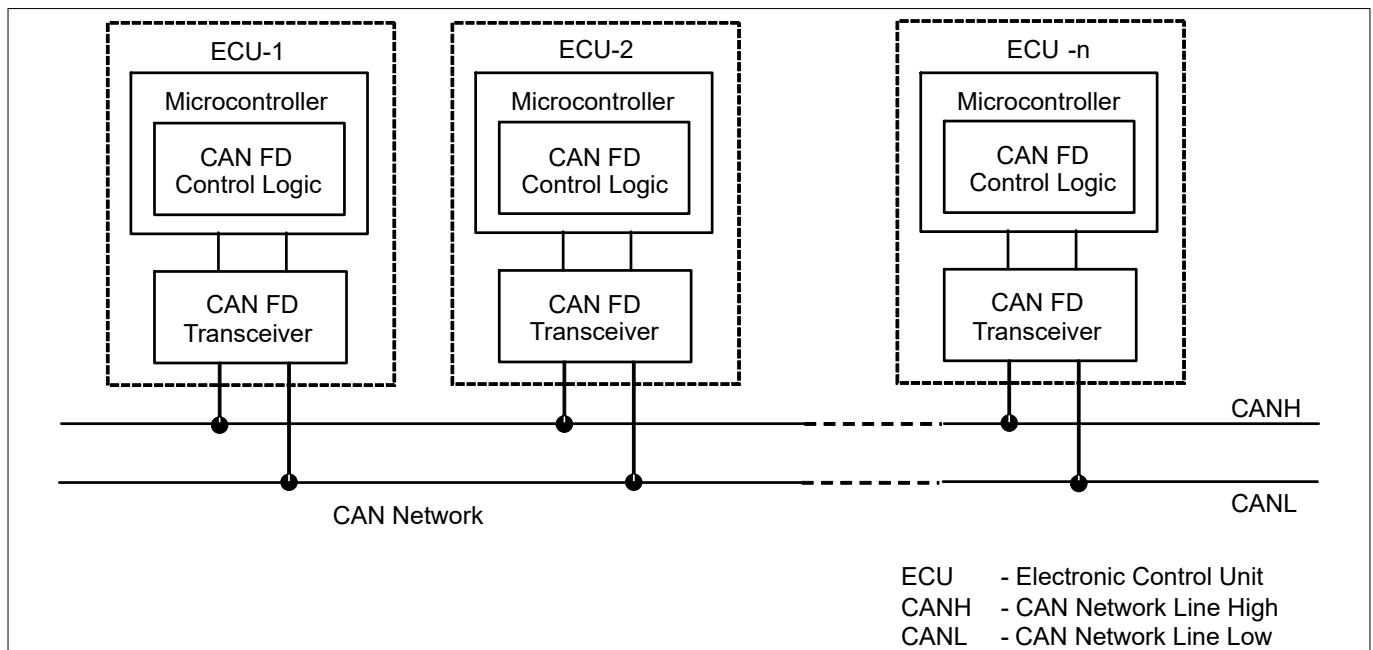 ECU-1
Microcontroller
CAN FD
Control Logic
CAN FD
Transceiver
ECU-2
Microcontroller
CAN FD
Control Logic
CAN FD
Transceiver
ECU -n
Microcontroller
CAN FD
Control Logic
CAN FD
Transceiver
CANH
CANL
CAN Network
ECU - Electronic Control Unit
CANH - CAN Network Line High
CANL - CAN Network Line Low